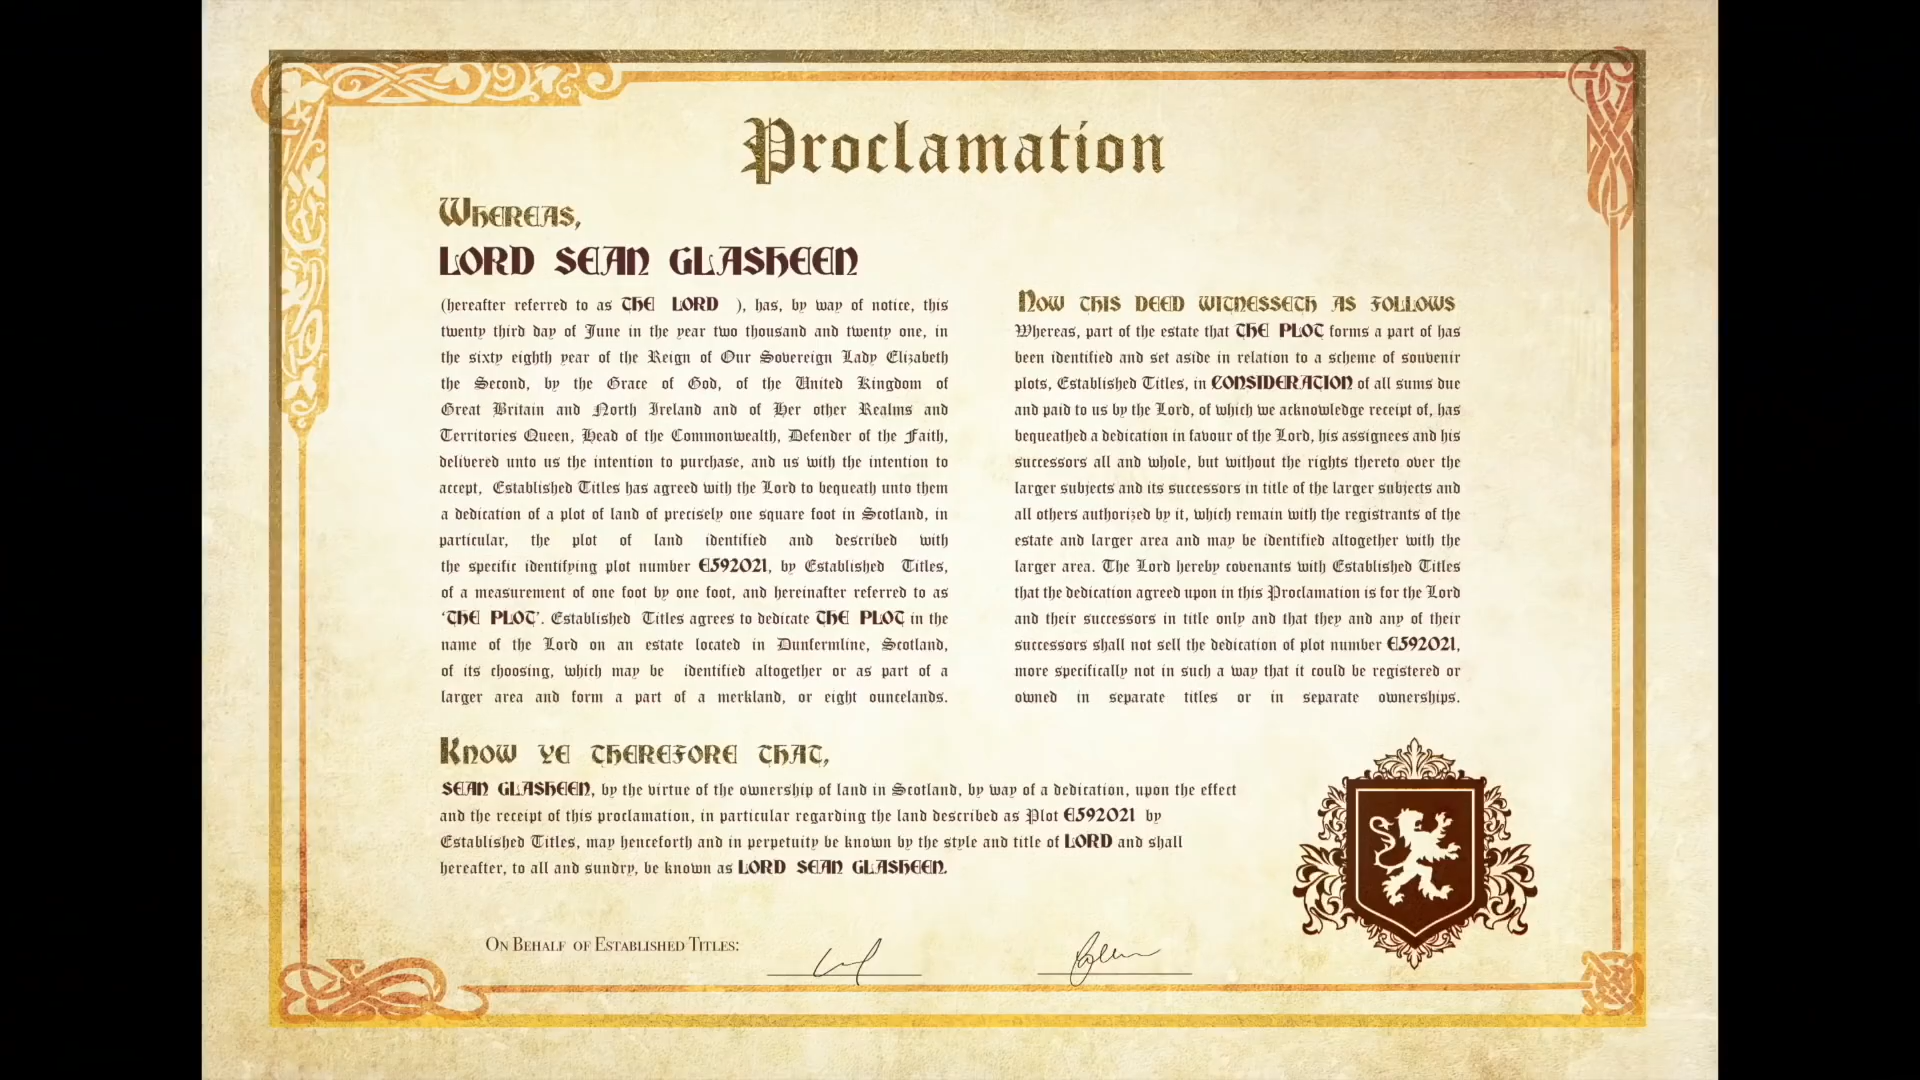 Proclamation
Whereas,
LORD SEAN GLASHEEN
(hereafter referred to as THE LORD ), has, by way of notice, this
twenty third day of June in the year two thousand and twenty one, in
the sixty eighth year of the Reign of Our Sovereign Lady Elizabeth
the Second, by the Grace of God, of the United Kingdom of
Great Britain and North Ireland and of Her other Realms and
Territories Queen, Head of the Commonwealth, Defender of the Faith,
delivered unto us the intention to purchase, and us with the intention to
accept, Established Titles has agreed with the Lord to bequeath unto them
a dedication of a plot of land of precisely one square foot in Scotland, in
particular, the plot of land identified and described with
the specific identifying plot number E592021, by Established Titles,
of a measurement of one foot by one foot, and hereinafter referred to as
‘THE PLOT’. Established Titles agrees to dedicate THE PLOT in the
name of the Lord on an estate located in Dunfermline, Scotland,
of its choosing, which may be identified altogether or as part of a
larger area and form a part of a merkland, or eight ouncelands.
Now this deed witnesseth as follows
Whereas, part of the estate that THE PLOT forms a part of has
been identified and set aside in relation to a scheme of souvenir
plots, Established Titles, in CONSIDERATION of all sums due
and paid to us by the Lord, of which we acknowledge receipt of, has
bequeathed a dedication in favour of the Lord, his assignees and his
successors all and whole, but without the rights thereto over the
larger subjects and its successors in title of the larger subjects and
all others authorized by it, which remain with the registrants of the
estate and larger area and may be identified altogether with the
larger area. The Lord hereby covenants with Established Titles
that the dedication agreed upon in this Proclamation is for the Lord
and their successors in title only and that they and any of their
successors shall not sell the dedication of plot number E592021,
more specifically not in such a way that it could be registered or
owned in separate titles or in separate ownerships.
Know ye therefore that,
SEAN GLASHEEN, by the virtue of the ownership of land in Scotland, by way of a dedication, upon the effect
and the receipt of this proclamation, in particular regarding the land described as Plot E592021 by
Established Titles, may henceforth and in perpetuity be known by the style and title of LORD and shall
hereafter, to all and sundry, be known as LORD SEAN GLASHEEN.
On Behalf of Established Titles: